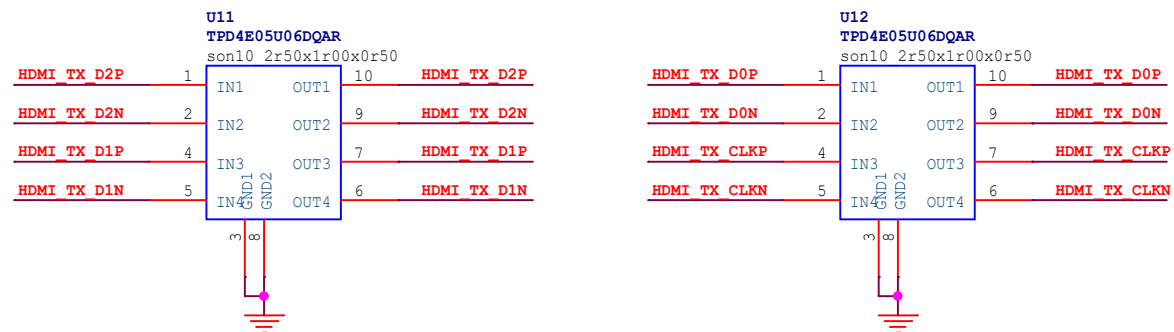 U11
TPD4E05U06DQAR
son10_2r50x1r00x0r50
HDMI_TX_D2P 1 IN1 OUT1 10 HDMI_TX_D2P
HDMI_TX_D2N 2 IN2 OUT2 9 HDMI_TX_D2N
HDMI_TX_D1P 4 IN3 OUT3 7 HDMI_TX_D1P
HDMI_TX_D1N 5 IN4 OUT4 6 HDMI_TX_D1N
GND1
GND2
3
8
U12
TPD4E05U06DQAR
son10_2r50x1r00x0r50
HDMI_TX_D0P 1 IN1 OUT1 10 HDMI_TX_D0P
HDMI_TX_D0N 2 IN2 OUT2 9 HDMI_TX_D0N
HDMI_TX_CLKP 4 IN3 OUT3 7 HDMI_TX_CLKP
HDMI_TX_CLKN 5 IN4 OUT4 6 HDMI_TX_CLKN
GND1
GND2
3
8